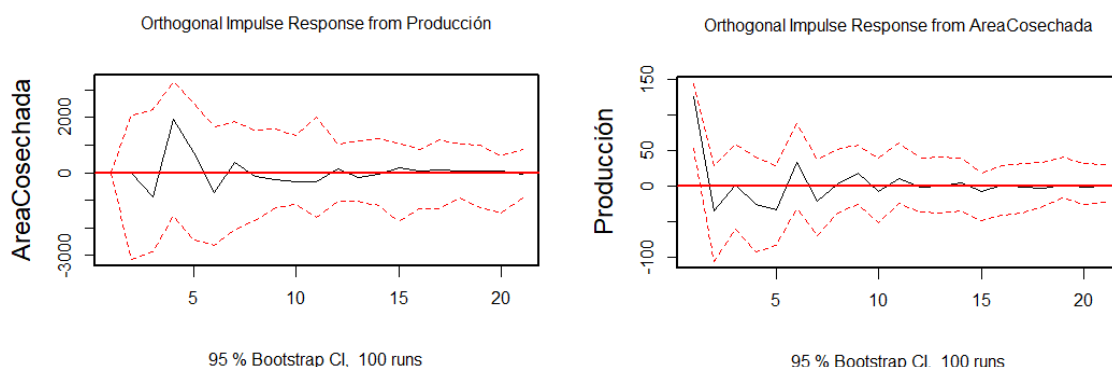 Orthogonal Impulse Response from Producción
AreaCosechada
2000
0
-3000
5
10
15
20
95 % Bootstrap CI, 100 runs
Orthogonal Impulse Response from AreaCosechada
Producción
150
50
0
-100
5
10
15
20
95 % Bootstrap CI, 100 runs